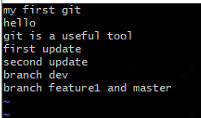 my first git
hello
git is a useful tool
first update
second update
branch dev
branch feature1 and master
~
~